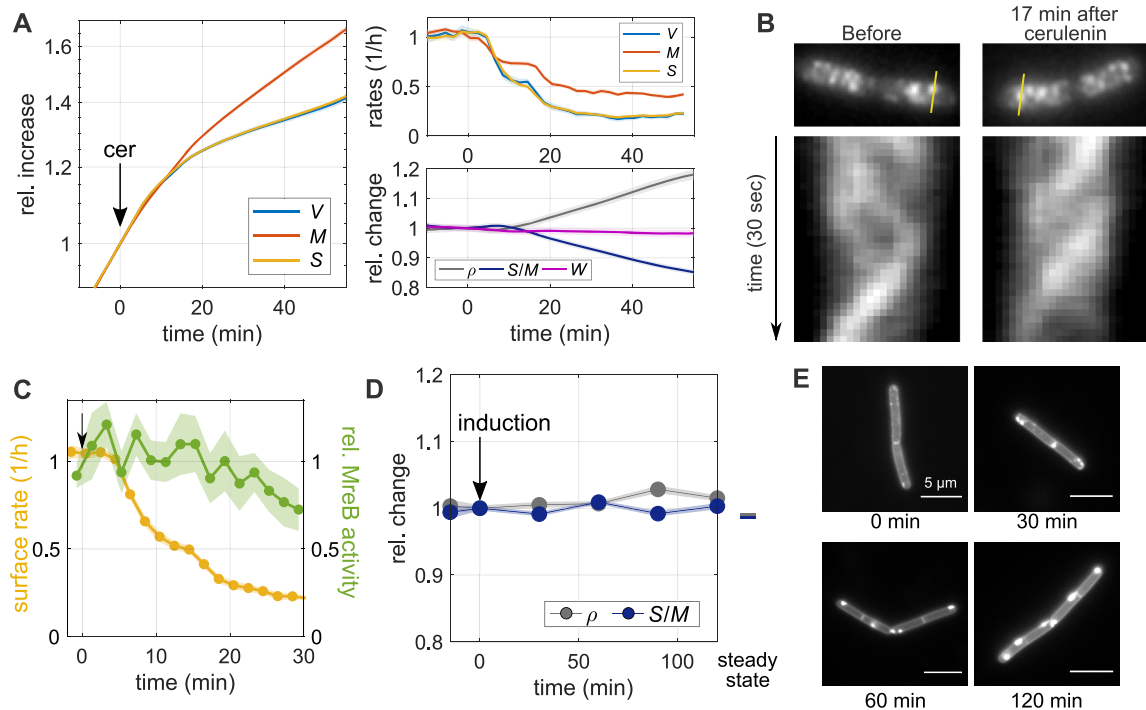 A
rel. increase
1.6
1.4
1.2
1
cer
V
M
S
0
20
40
time (min)
rates (1/h)
1
0.5
0
V
M
S
0
20
40
rel. change
1.2
1.1
1.0
0.9
0.8
ρ
S/M
W
0
20
40
time (min)
B
Before
17 min after
cerulenin
time (30 sec)
C
surface rate (1/h)
1
0.5
0
1
0.5
0
rel. MreB
activity
0
10
20
30
time (min)
D
rel. change
1.2
1.1
1.0
0.9
0.8
induction
ρ
S/M
0
50
100
time (min)
steady
state
E
5 µm
0 min
30 min
60 min
120 min